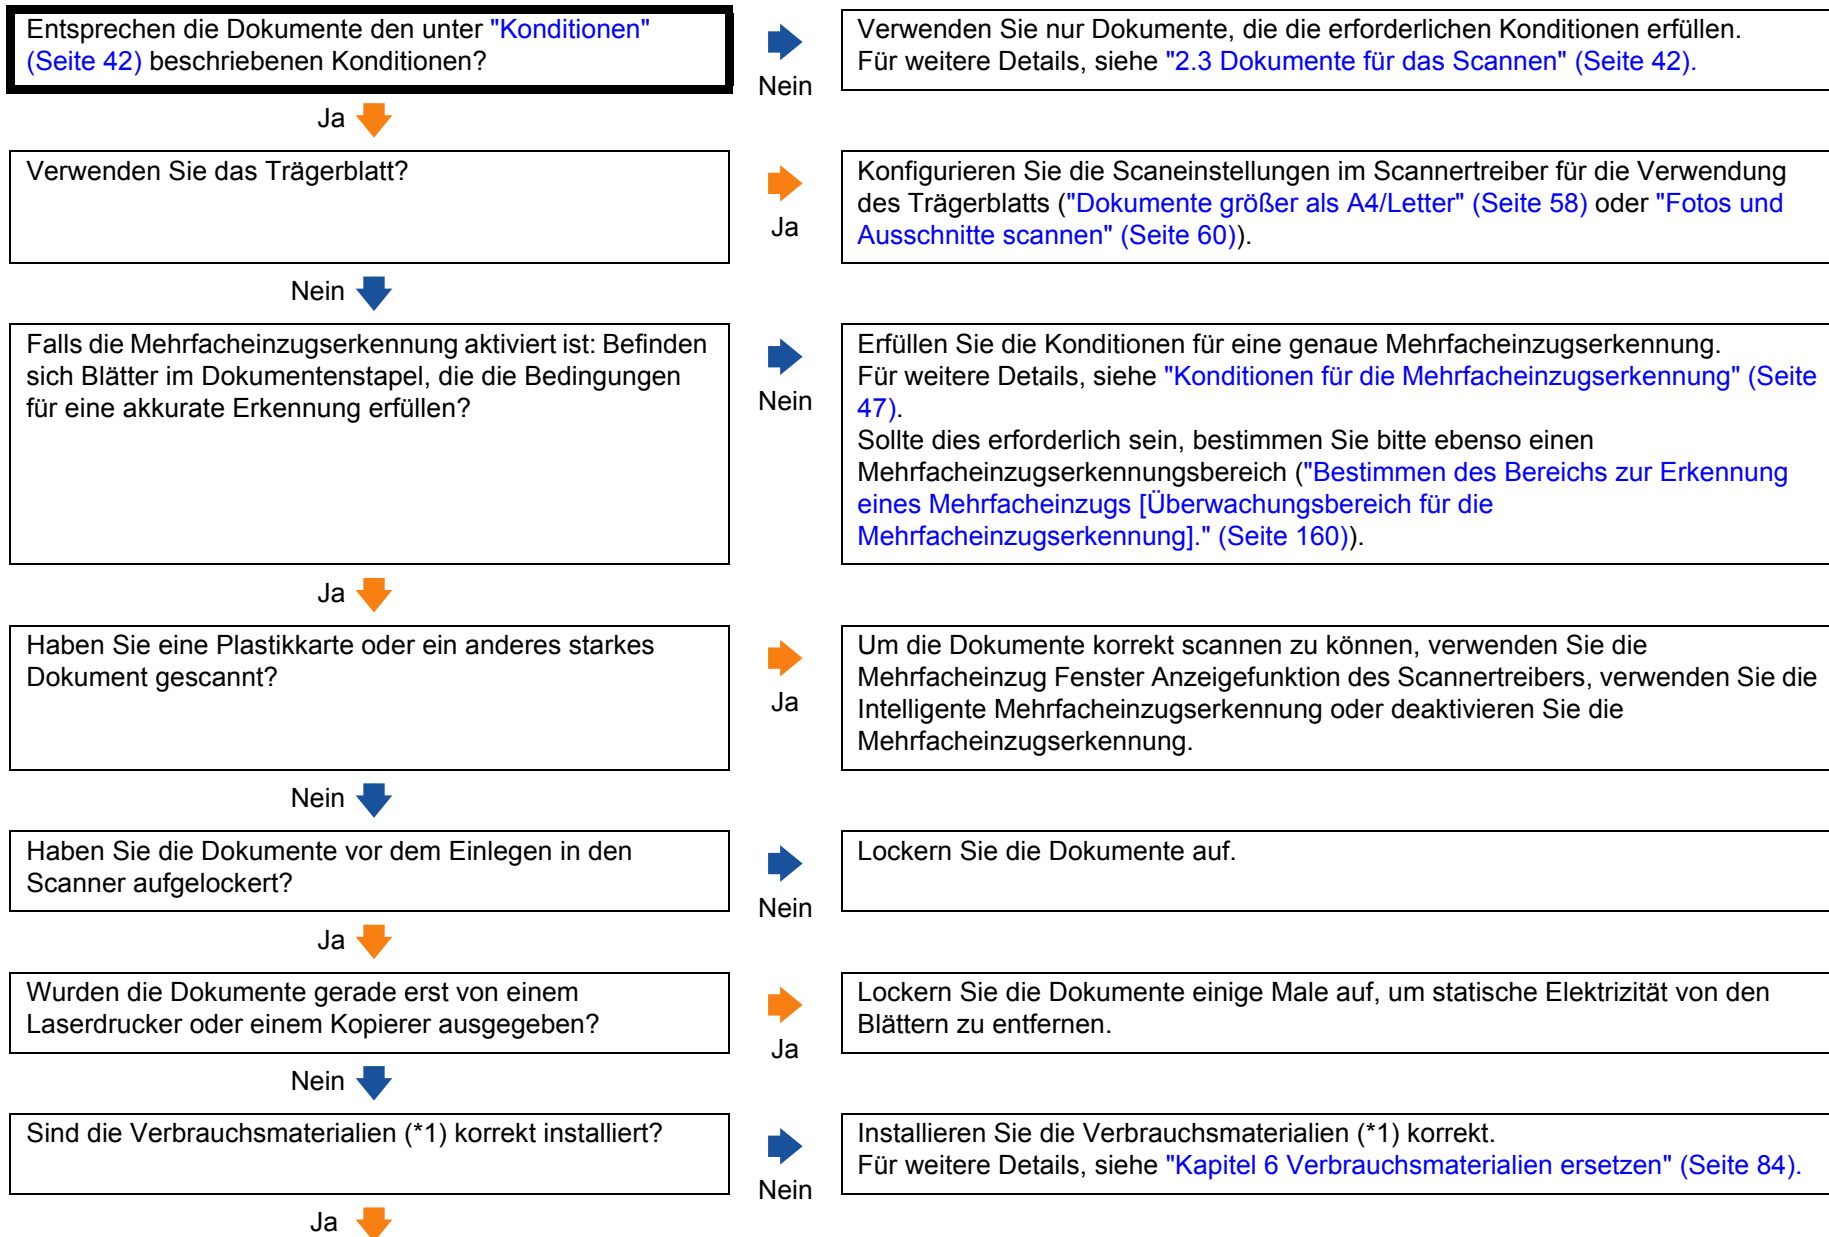 Entsprechen die Dokumente den unter "Konditionen"
(Seite 42) beschriebenen Konditionen?
Nein
Verwenden Sie nur Dokumente, die die erforderlichen Konditionen erfüllen.
Für weitere Details, siehe "2.3 Dokumente für das Scannen" (Seite 42).
Ja
Verwenden Sie das Trägerblatt?
Ja
Konfigurieren Sie die Scaneinstellungen im Scannertreiber für die Verwendung
des Trägerblatts ("Dokumente größer als A4/Letter" (Seite 58) oder "Fotos und
Ausschnitte scannen" (Seite 60)).
Nein
Falls die Mehrfacheinzugserkennung aktiviert ist: Befinden
sich Blätter im Dokumentenstapel, die die Bedingungen
für eine akkurate Erkennung erfüllen?
Nein
Erfüllen Sie die Konditionen für eine genaue Mehrfacheinzugserkennung.
Für weitere Details, siehe "Konditionen für die Mehrfacheinzugserkennung" (Seite
47).
Sollte dies erforderlich sein, bestimmen Sie bitte ebenso einen
Mehrfacheinzugserkennungsbereich ("Bestimmen des Bereichs zur Erkennung
eines Mehrfacheinzugs [Überwachungsbereich für die
Mehrfacheinzugserkennung]." (Seite 160)).
Ja
Haben Sie eine Plastikkarte oder ein anderes starkes
Dokument gescannt?
Ja
Um die Dokumente korrekt scannen zu können, verwenden Sie die
Mehrfacheinzug Fenster Anzeigefunktion des Scannertreibers, verwenden Sie die
Intelligente Mehrfacheinzugserkennung oder deaktivieren Sie die
Mehrfacheinzugserkennung.
Nein
Haben Sie die Dokumente vor dem Einlegen in den
Scanner aufgelockert?
Nein
Lockern Sie die Dokumente auf.
Ja
Wurden die Dokumente gerade erst von einem
Laserdrucker oder einem Kopierer ausgegeben?
Ja
Lockern Sie die Dokumente einige Male auf, um statische Elektrizität von den
Blättern zu entfernen.
Nein
Sind die Verbrauchsmaterialien (*1) korrekt installiert?
Nein
Installieren Sie die Verbrauchsmaterialien (*1) korrekt.
Für weitere Details, siehe "Kapitel 6 Verbrauchsmaterialien ersetzen" (Seite 84).
Ja